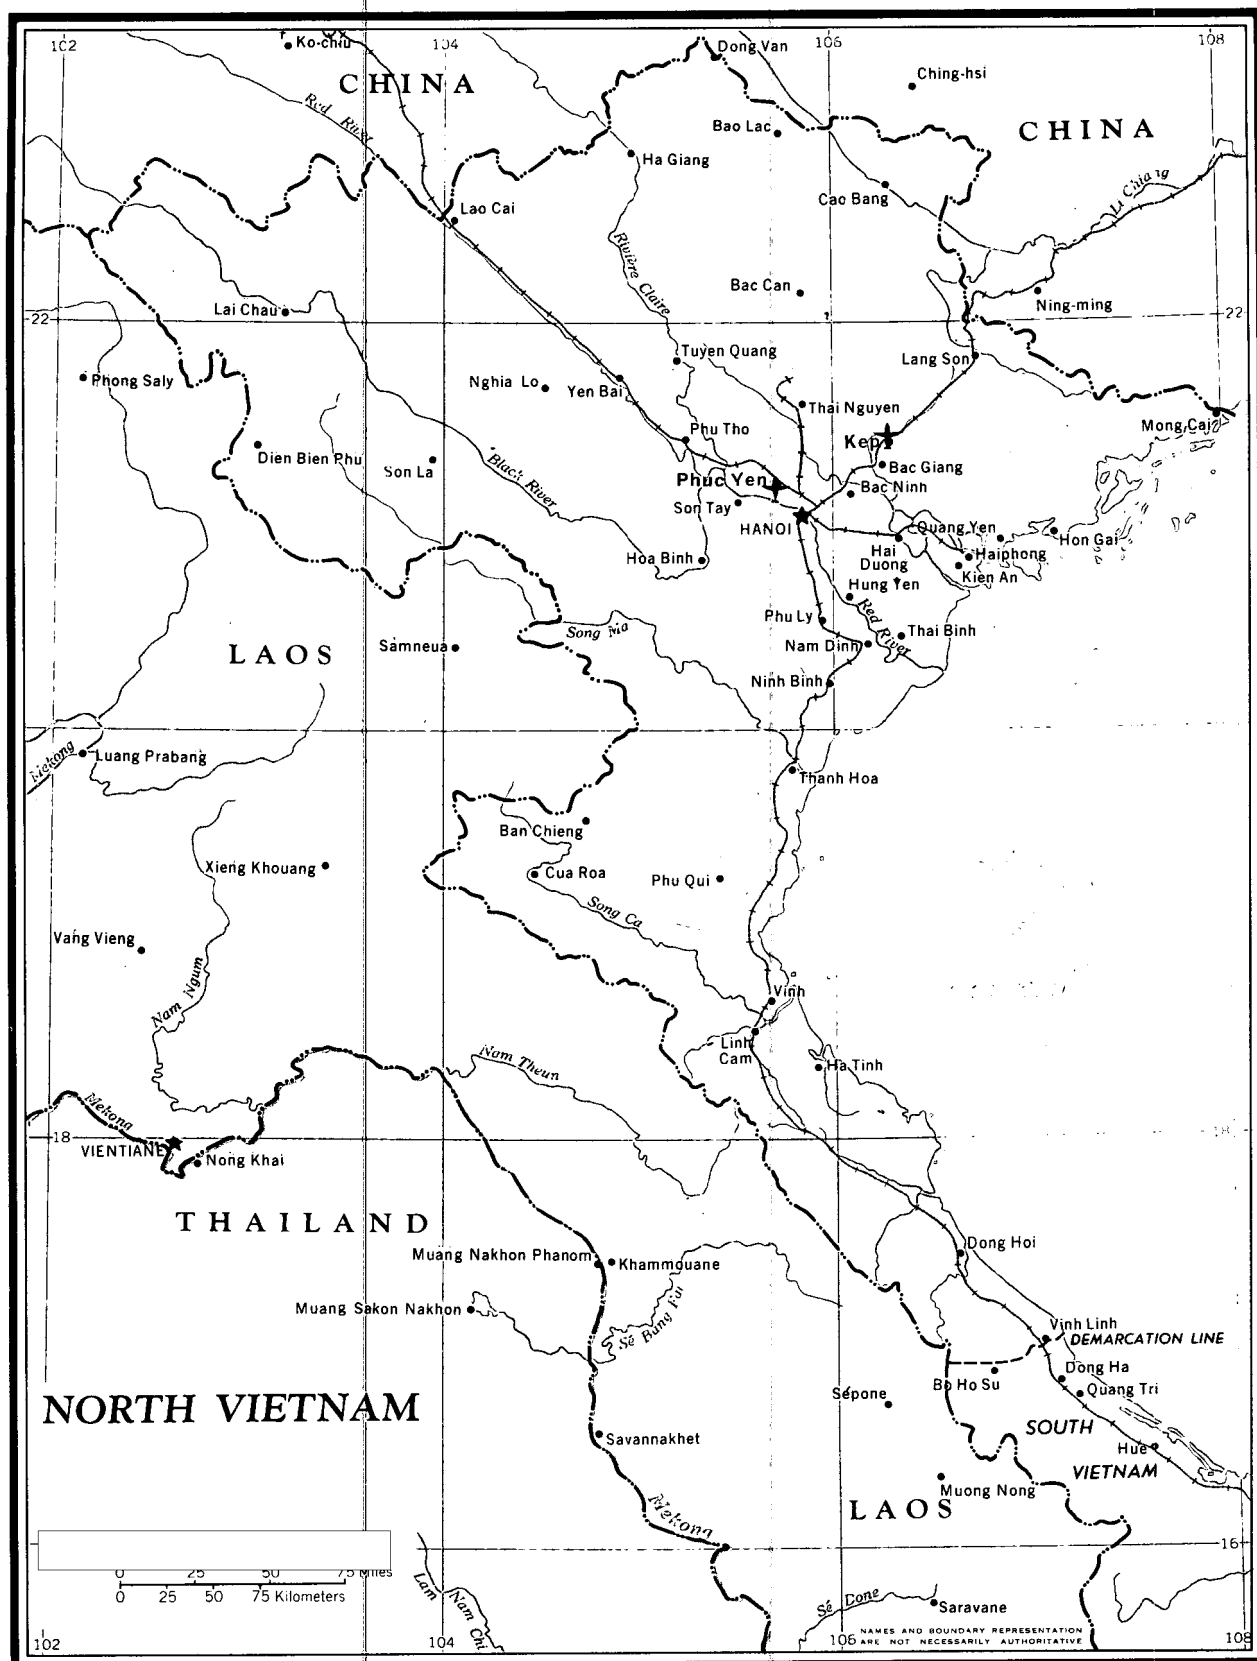 102
104
106
108
Ko-chiu
CHINA
Dong Van
Ching-hsi
Red River
Bao Lac
CHINA
Ha Giang
Li Chiang
Cao Bang
Lao Cai
Rivière Claire
Bac Can
Ning-ming
Lai Chau
22
22
Lang Son
Tuyen Quang
Phong Saly
Nghia Lo
Yen Bai
Thai Nguyen
Mong Cai
Phu Tho
Kep
Dien Bien Phu
Son La
Black River
Bac Giang
Phuc Yen
Bac Ninh
Son Tay
HANOI
Quang Yen
Hon Gai
Hai
Duong
Haiphong
Hoa Binh
Kien An
Hung Yen
Red River
Phu Ly
Thai Binh
Song Ma
Samneua
LAOS
Nam Dinh
Ninh Binh
Mekong
Luang Prabang
Thanh Hoa
Ban Chieng
Xieng Khouang
Cua Roa
Phu Qui
Song Ca
Vang Vieng
Nam Ngum
Vinh
Linh
Cam
Nam Theun
Ha Tinh
Mekong
18
18
VIENTIANE
Nong Khai
THAILAND
Dong Hoi
Muang Nakhon Phanom
Khammouane
Muang Sakon Nakhon
Sé Bung Fai
Vinh Linh
DEMARCATION LINE
Dong Ha
Bo Ho Su
Quang Tri
Sépone
NORTH VIETNAM
SOUTH
VIETNAM
Hue
Savannakhet
Muong Nong
Mekong
LAOS
16
0 25 50 75 Miles
0 25 50 75 Kilometers
Lam
Nam Chi
Sé Done
Saravane
NAMES AND BOUNDARY REPRESENTATION
ARE NOT NECESSARILY AUTHORITATIVE
102
104
106
108